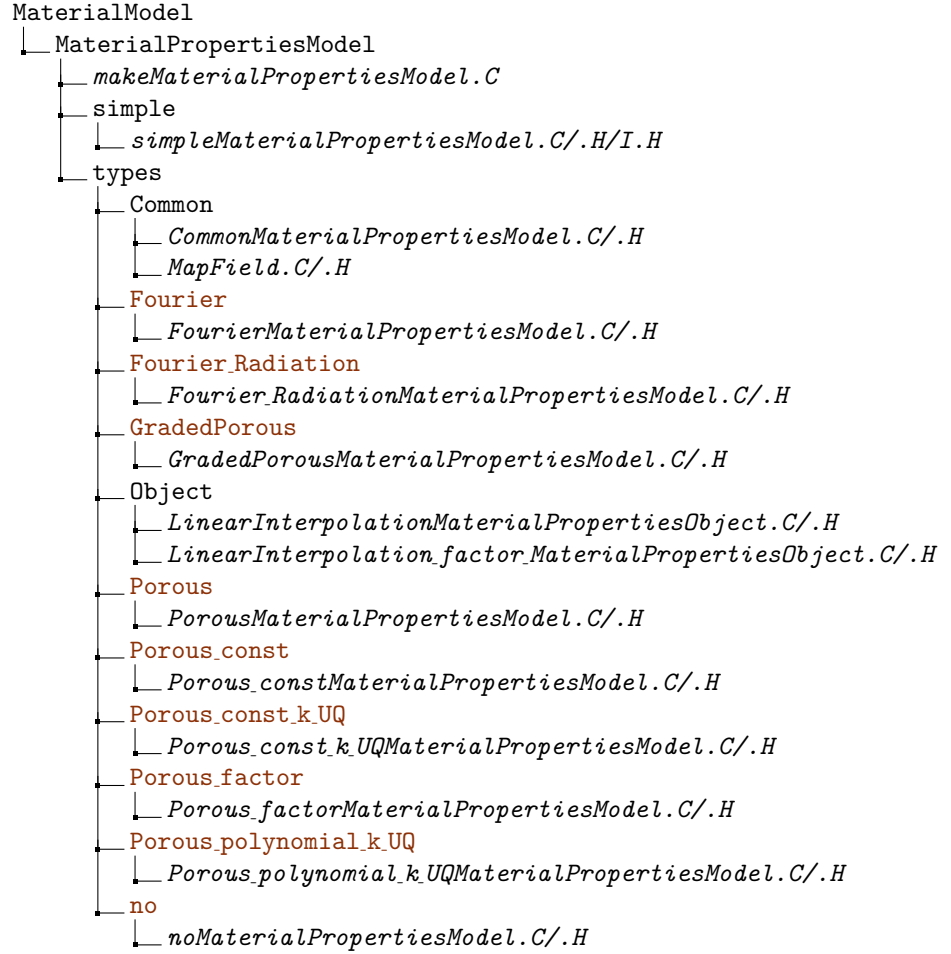 MaterialModel
MaterialPropertiesModel
makeMaterialPropertiesModel.C
simple
simpleMaterialPropertiesModel.C/.H/I.H
types
Common
CommonMaterialPropertiesModel.C/.H
MapField.C/.H
Fourier
FourierMaterialPropertiesModel.C/.H
Fourier_Radiation
Fourier_RadiationMaterialPropertiesModel.C/.H
GradedPorous
GradedPorousMaterialPropertiesModel.C/.H
Object
LinearInterpolationMaterialPropertiesObject.C/.H
LinearInterpolation_factor_MaterialPropertiesObject.C/.H
Porous
PorousMaterialPropertiesModel.C/.H
Porous_const
Porous_constMaterialPropertiesModel.C/.H
Porous_const_k_UQ
Porous_const_k_UQMaterialPropertiesModel.C/.H
Porous_factor
Porous_factorMaterialPropertiesModel.C/.H
Porous_polynomial_k_UQ
Porous_polynomial_k_UQMaterialPropertiesModel.C/.H
no
noMaterialPropertiesModel.C/.H